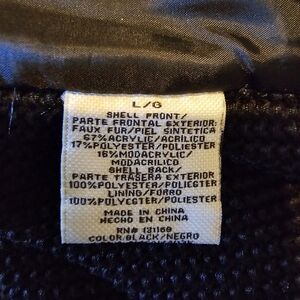 L/G
SHELL FRONT/
PARTE FRONTAL EXTERIOR:
FAUX FUR/PIEL SINTETICA
67%ACRYLIC/ACRILICO
17%POLYESTER/POLIESTER
16%MODACRYLIC/
MODACRILICO
SHELL BACK/
PARTE TRASERA EXTERIOR
100%POLYESTER/POLIESTER
LINING/FORRO
100%POLYESTER/POLIESTER
MADE IN CHINA
HECHO EN CHINA
RN# 131160
COLOR:BLACK/NEGRO